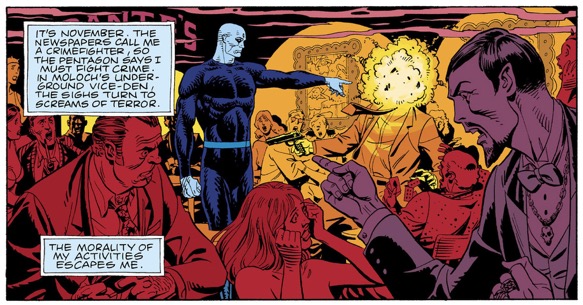 DANTE'S
IT'S NOVEMBER. THE
NEWSPAPERS CALL ME
A CRIMEFIGHTER, SO
THE PENTAGON SAYS I
MUST FIGHT CRIME.
IN MOLOCH'S UNDER-
GROUND VICE-DEN,
THE SIGHS TURN TO
SCREAMS OF TERROR.
THE MORALITY OF
MY ACTIVITIES
ESCAPES ME.